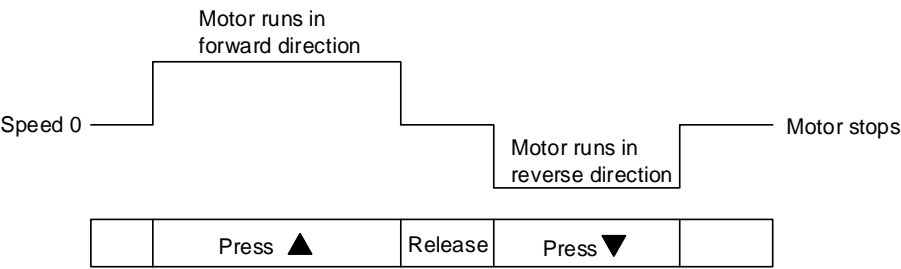 Motor runs in
forward direction
Speed 0
Motor stops
Motor runs in
reverse direction
Press ▲
Release
Press ▼